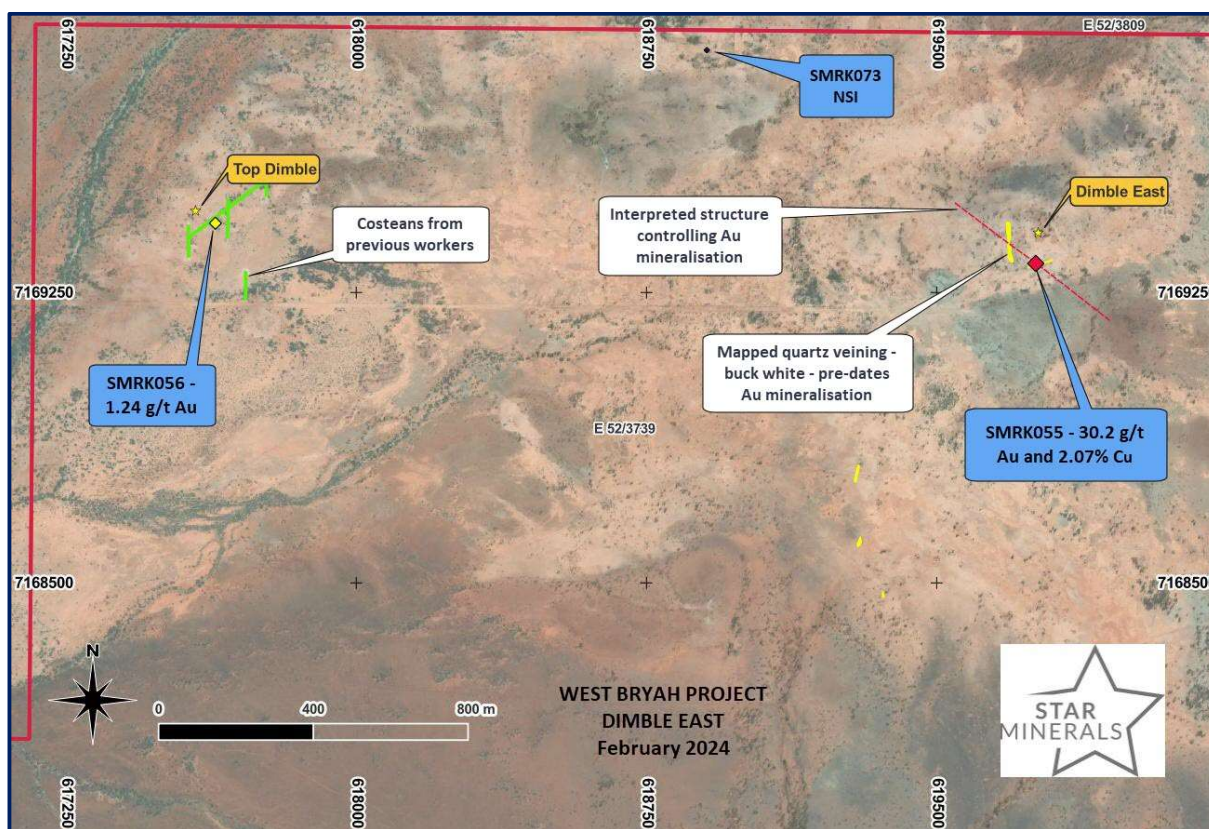 617250
618000
618750
619500
E 52/3809
SMRK073
NSI
Top Dimble
Costeans from
previous workers
Interpreted structure
controlling Au
mineralisation
Dimble East
7169250
7169250
SMRK056 -
1.24 g/t Au
Mapped quartz veining -
buck white - pre-dates
Au mineralisation
SMRK055 - 30.2 g/t
Au and 2.07% Cu
E 52/3739
7168500
7168500
N
0
400
800 m
WEST BRYAH PROJECT
DIMBLE EAST
February 2024
STAR
MINERALS
617250
618000
618750
619500